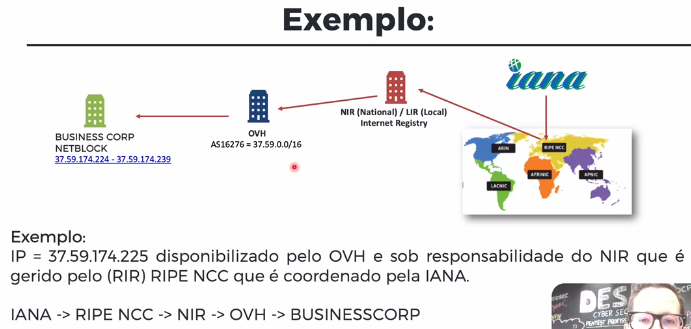 Exemplo:
iana
NIR (National) / LIR (Local)
Internet Registry
OVH
AS16276 = 37.59.0.0/16
BUSINESS CORP
NETBLOCK
37.59.174.224 - 37.59.174.239
ARIN
RIPE NCC
LACNIC
AFRINIC
APNIC
Exemplo:
IP = 37.59.174.225 disponibilizado pelo OVH e sob responsabilidade do NIR que é
gerido pelo (RIR) RIPE NCC que é coordenado pela IANA.
IANA -> RIPE NCC -> NIR -> OVH -> BUSINESSCORP
DES
CYBER SEC